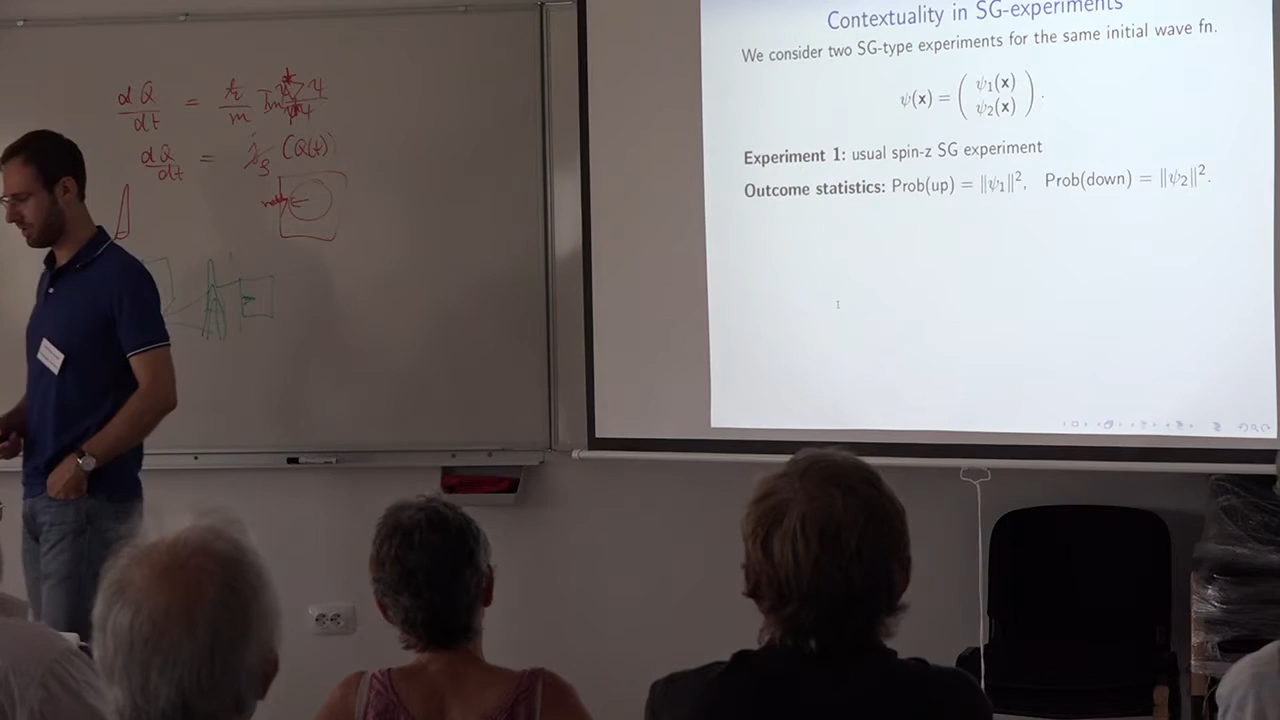 dQ/dt = ħ/m Im ψ*∇ψ/ψ*ψ
dQ/dt = j/ρ (Q(t))
Contextuality in SG-experiments
We consider two SG-type experiments for the same initial wave fn.
ψ(x) = ( ψ₁(x)
ψ₂(x) ) .
Experiment 1: usual spin-z SG experiment
Outcome statistics: Prob(up) = ‖ψ₁‖², Prob(down) = ‖ψ₂‖².